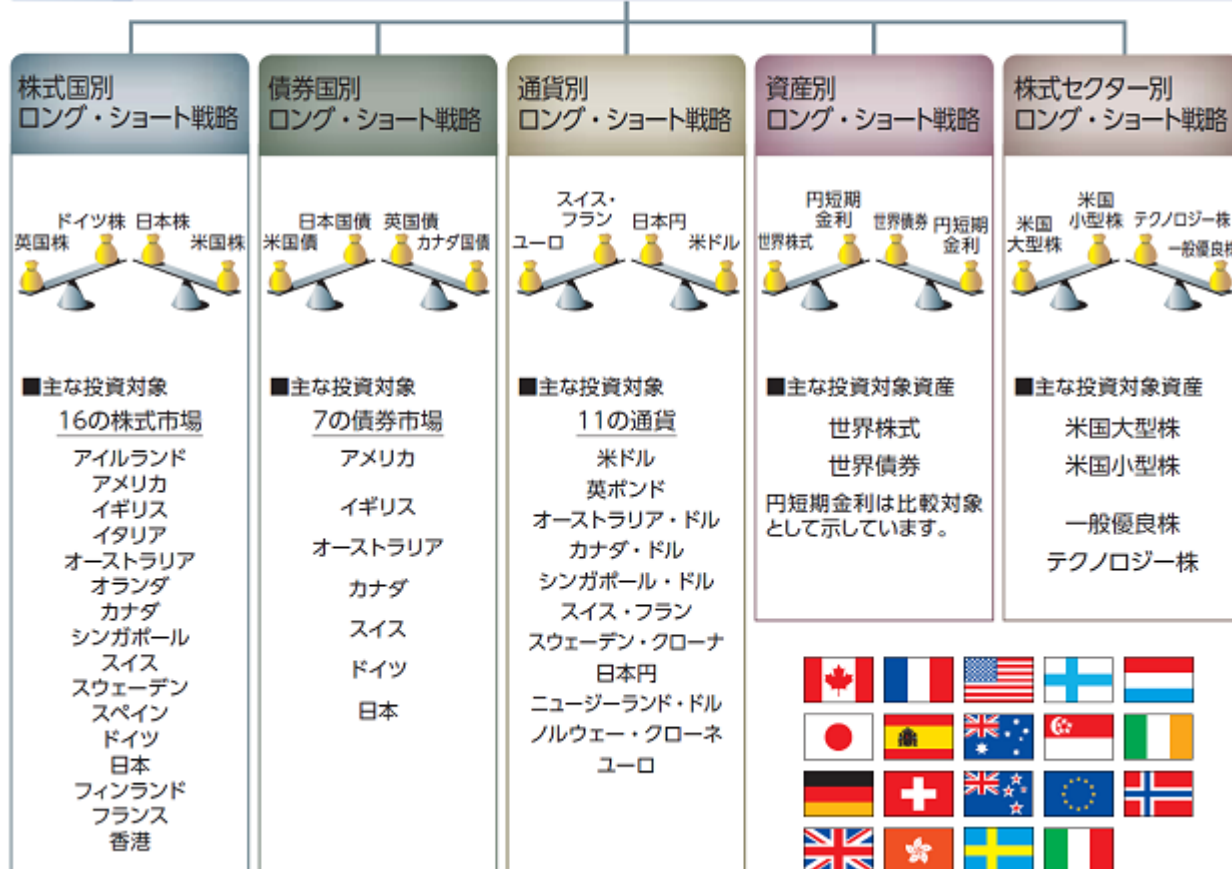 株式国別
ロング・ショート戦略
英国株
ドイツ株
日本株
米国株
■主な投資対象
16の株式市場
アイルランド
アメリカ
イギリス
イタリア
オーストラリア
オランダ
カナダ
シンガポール
スイス
スウェーデン
スペイン
ドイツ
日本
フィンランド
フランス
香港
債券国別
ロング・ショート戦略
米国債
日本国債
英国債
カナダ国債
■主な投資対象
7の債券市場
アメリカ
イギリス
オーストラリア
カナダ
スイス
ドイツ
日本
通貨別
ロング・ショート戦略
ユーロ
スイス・
フラン
日本円
米ドル
■主な投資対象
11の通貨
米ドル
英ポンド
オーストラリア・ドル
カナダ・ドル
シンガポール・ドル
スイス・フラン
スウェーデン・クローナ
日本円
ニュージーランド・ドル
ノルウェー・クローネ
ユーロ
資産別
ロング・ショート戦略
世界株式
円短期
金利
世界債券
円短期
金利
■主な投資対象資産
世界株式
世界債券
円短期金利は比較対象
として示しています。
株式セクター別
ロング・ショート戦略
米国
大型株
米国
小型株
テクノロジー株
一般優良株
■主な投資対象資産
米国大型株
米国小型株
一般優良株
テクノロジー株